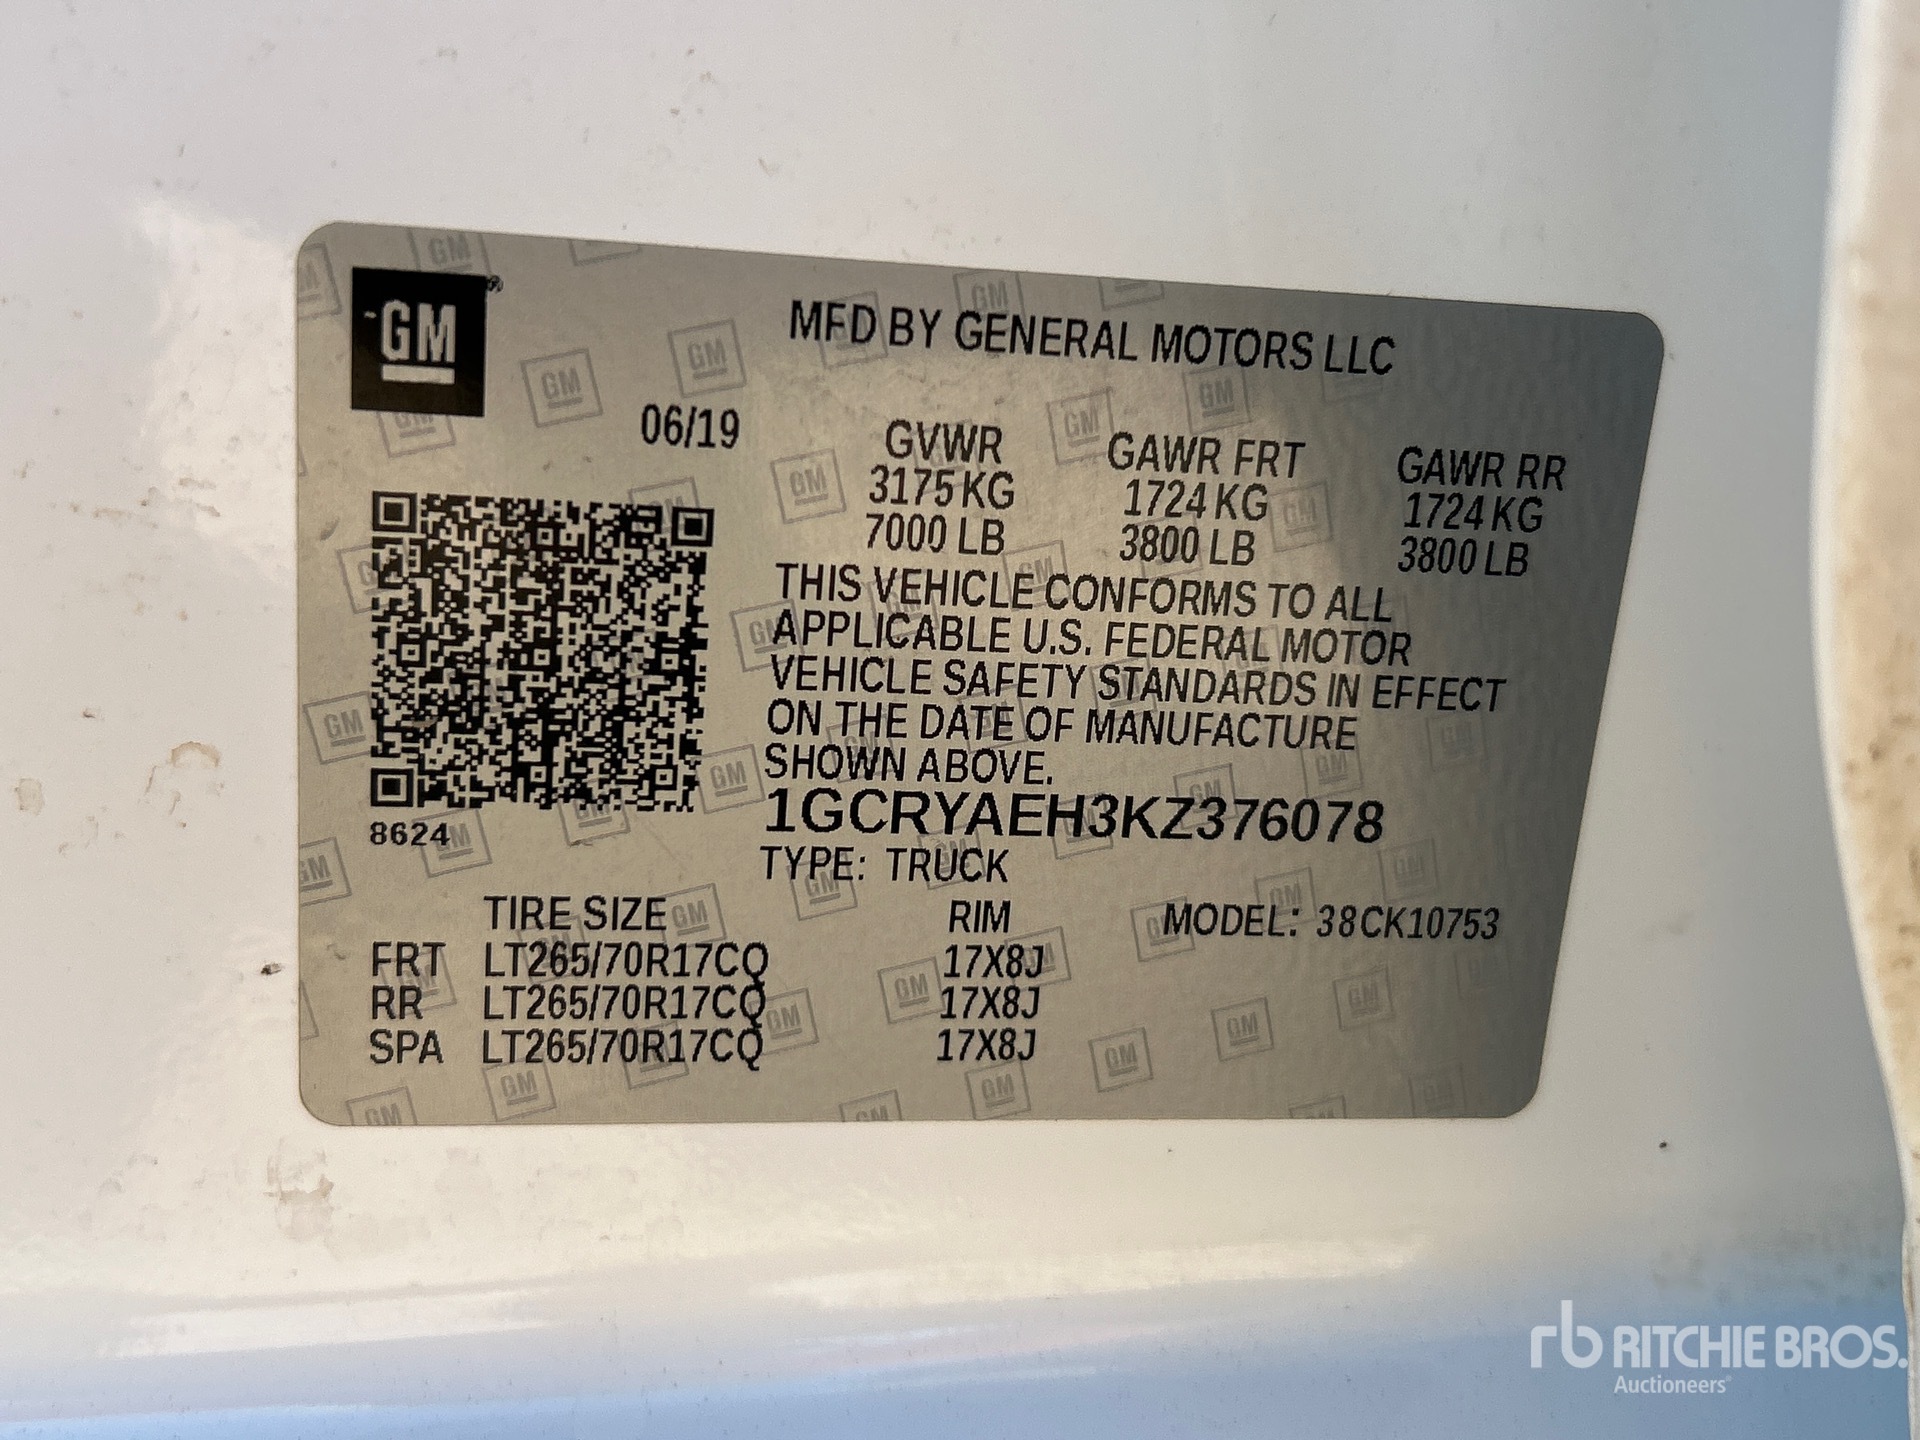 GM
MFD BY GENERAL MOTORS LLC
06/19
GVWR GAWR FRT GAWR RR
3175 KG 1724 KG 1724 KG
7000 LB 3800 LB 3800 LB
THIS VEHICLE CONFORMS TO ALL
APPLICABLE U.S. FEDERAL MOTOR
VEHICLE SAFETY STANDARDS IN EFFECT
ON THE DATE OF MANUFACTURE
SHOWN ABOVE.
1GCRYAEH3KZ376078
8624
TYPE: TRUCK
TIRE SIZE RIM MODEL: 38CK10753
FRT LT265/70R17CQ 17X8J
RR LT265/70R17CQ 17X8J
SPA LT265/70R17CQ 17X8J
rb RITCHIE BROS.
Auctioneers